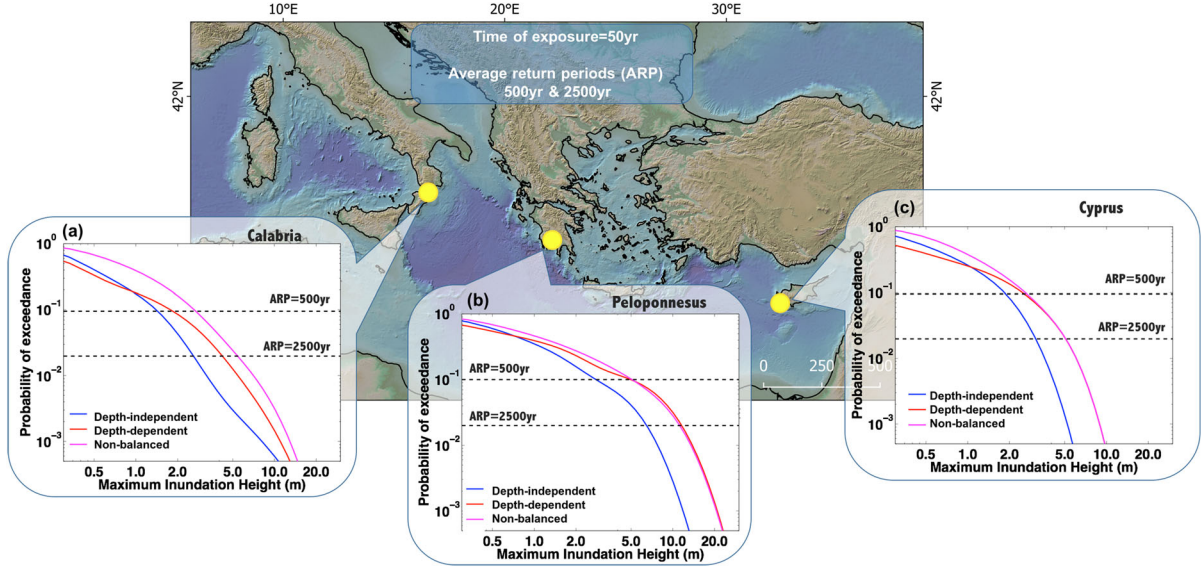 10°E
20°E
30°E
42°N
42°N
Time of exposure=50yr
Average return periods (ARP)
500yr & 2500yr
(a)
Calabria
Probability of exceedance
10⁰
10⁻¹
10⁻²
10⁻³
ARP=500yr
ARP=2500yr
Depth-independent
Depth-dependent
Non-balanced
0.5 1.0 2.0 5.0 10.0 20.0
Maximum Inundation Height (m)
(b)
Peloponnesus
Probability of exceedance
10⁰
10⁻¹
10⁻²
10⁻³
ARP=500yr
ARP=2500yr
Depth-independent
Depth-dependent
Non-balanced
0.5 1.0 2.0 5.0 10.0 20.0
Maximum Inundation Height (m)
(c)
Cyprus
Probability of exceedance
10⁰
10⁻¹
10⁻²
10⁻³
ARP=500yr
ARP=2500yr
Depth-independent
Depth-dependent
Non-balanced
0.5 1.0 2.0 5.0 10.0 20.0
Maximum Inundation Height (m)
0 250 500